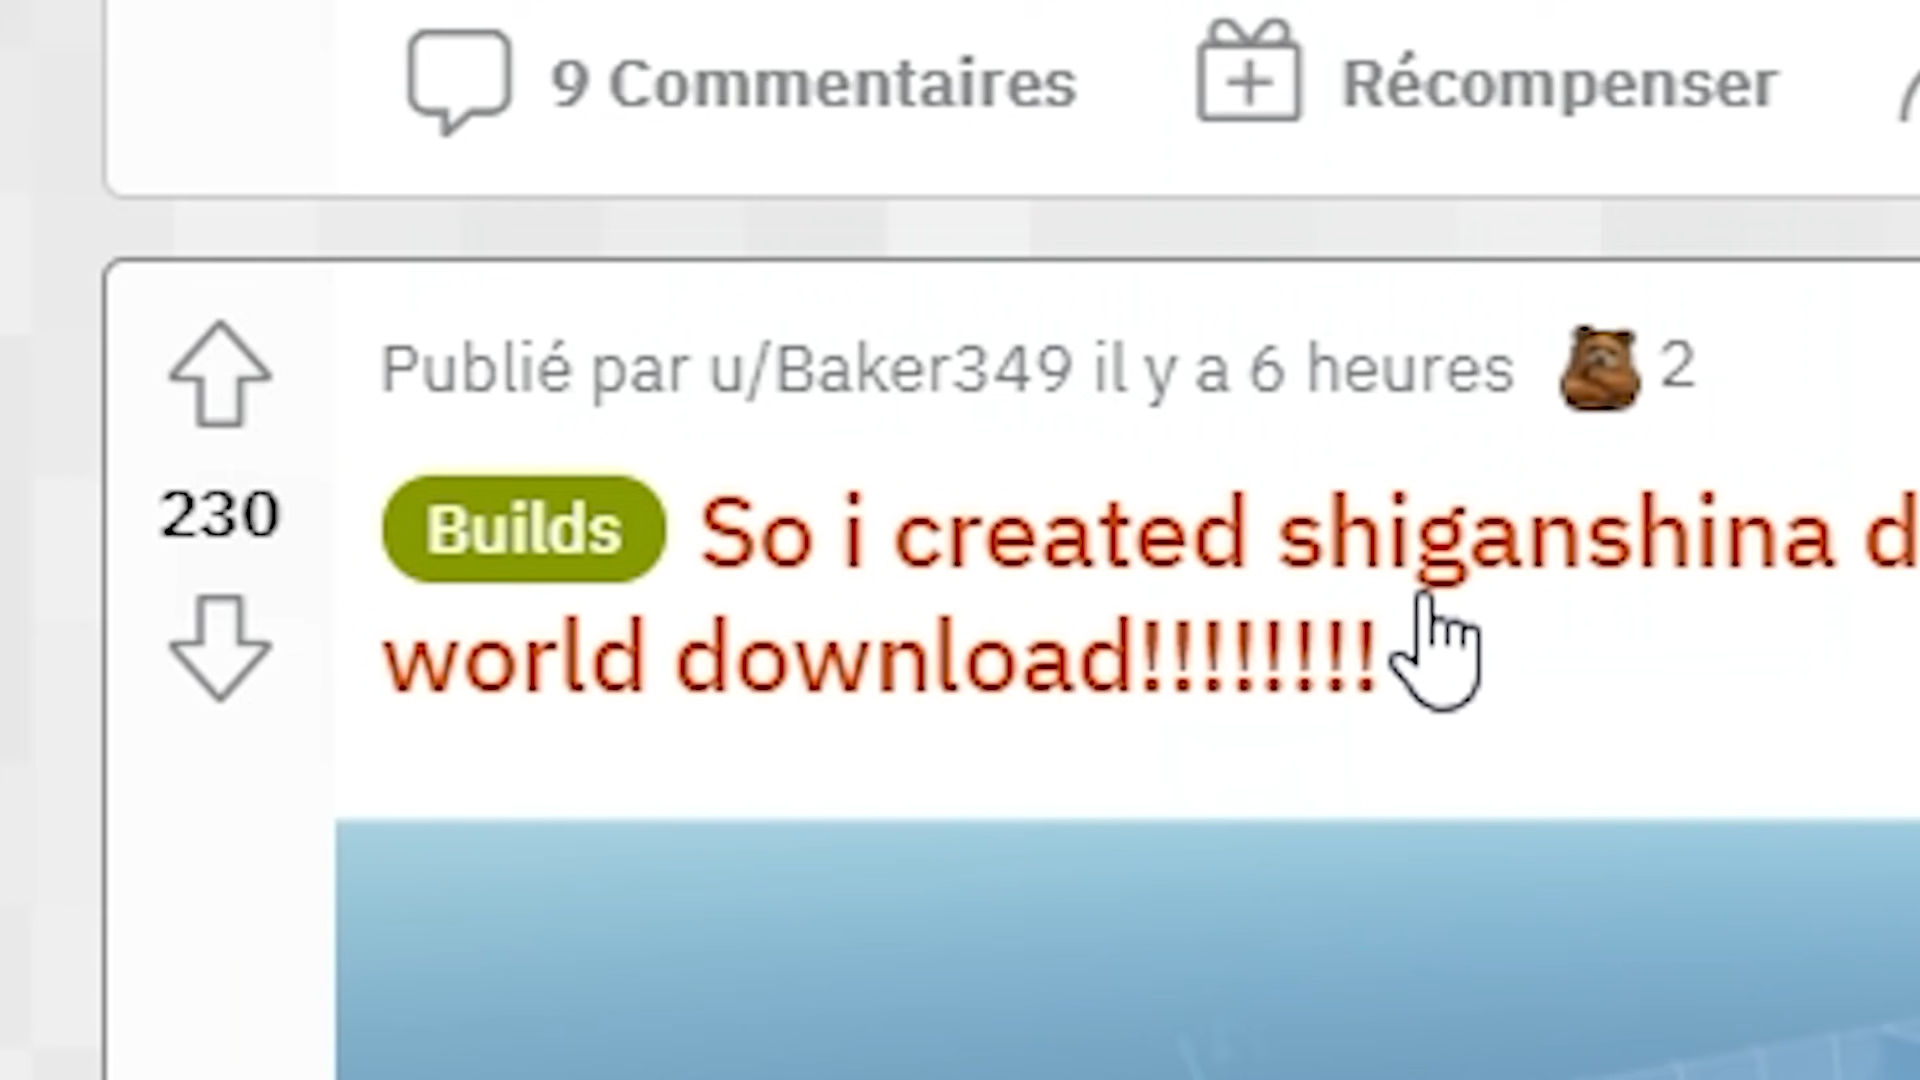 9 Commentaires Récompenser
Publié par u/Baker349 il y a 6 heures 2
230
Builds So i created shiganshina d
world download!!!!!!!!